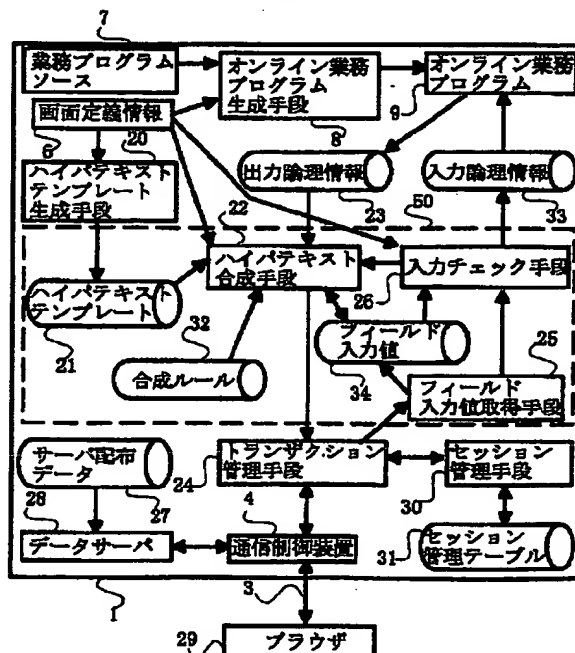 7
業務プログラム
ソース
オンライン業務
プログラム
生成手段
オンライン業務
プログラム
9
画面定義情報
8
6
20
ハイパテキスト
テンプレート
生成手段
出力論理情報
入力論理情報
22
23
50
33
ハイパテキスト
合成手段
入力チェック手段
26
ハイパテキスト
テンプレート
21
32
合成ルール
フィールド
入力値
34
25
フィールド
入力値取得手段
サーバ配布
データ
24
トランザクション
管理手段
セッション
管理手段
28
27
4
30
データサーバ
通信制御装置
31
セッション
管理テーブル
1
3
29
ブラウザ